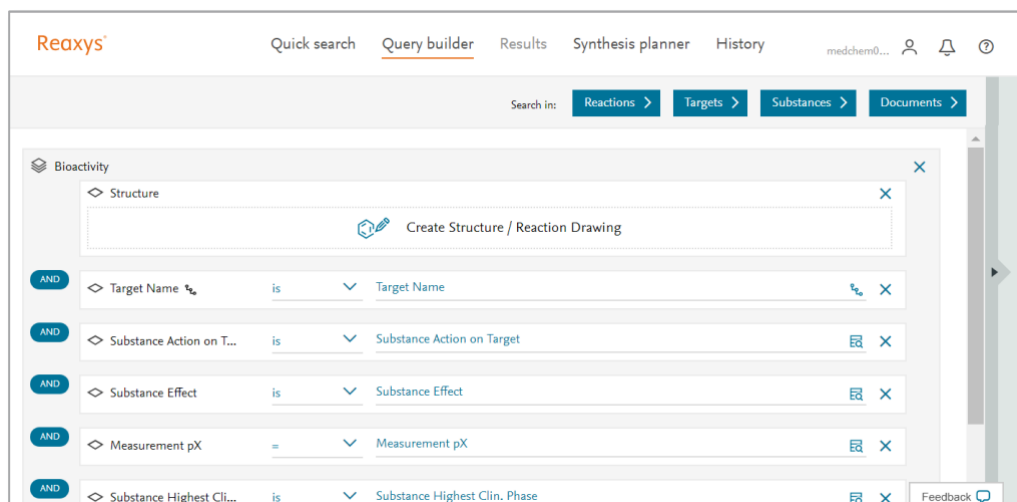 Reaxys®
Quick search Query builder Results Synthesis planner History medchem0...
Search in: Reactions Targets Substances Documents
Bioactivity
Structure
Create Structure / Reaction Drawing
AND
Target Name is Target Name
AND
Substance Action on T... is Substance Action on Target
AND
Substance Effect is Substance Effect
AND
Measurement pX = Measurement pX
AND
Substance Highest Cli... is Substance Highest Clin. Phase
Feedback